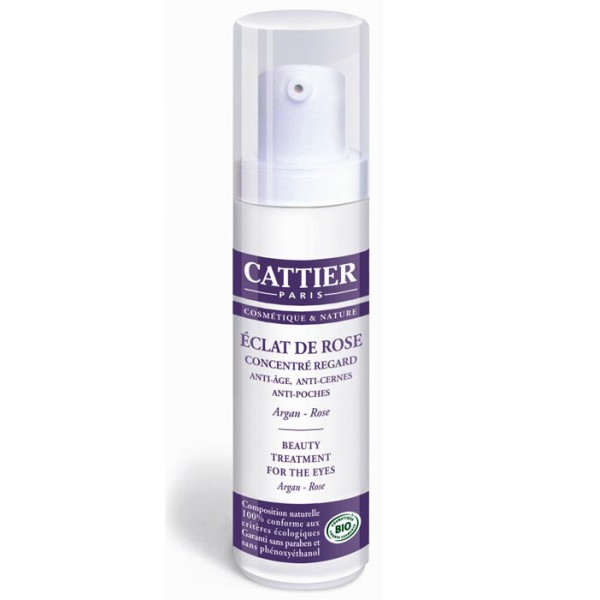 CATTIER
PARIS
COSMÉTIQUE & NATURE
ÉCLAT DE ROSE
CONCENTRÉ REGARD
ANTI-ÂGE, ANTI-CERNES
ANTI-POCHES
Argan - Rose
BEAUTY
TREATMENT
FOR THE EYES
Argan - Rose
Composition naturelle
100% conforme aux
critères écologiques
Garanti sans paraben et
sans phénoxyéthanol
COSMÉTIQUE
BIO